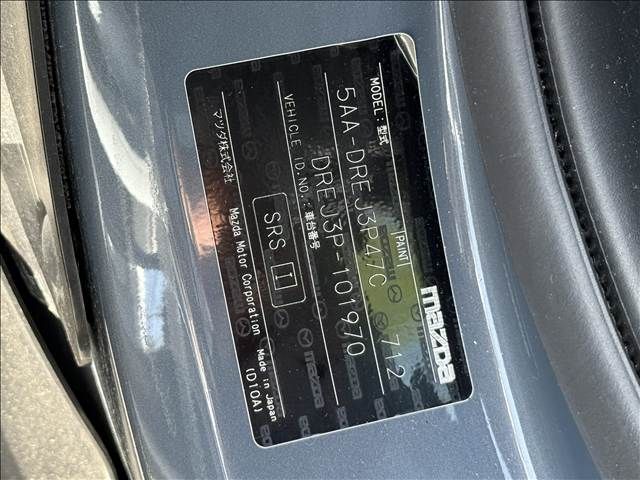 mazda
MODEL:型式 PAINT 712
5AA-DREJ3P47C
VEHICLE ID.NO.:車台番号
DREJ3P-101970
SRS I
マツダ株式会社 Mazda Motor Corporation Made in Japan
(D10A)